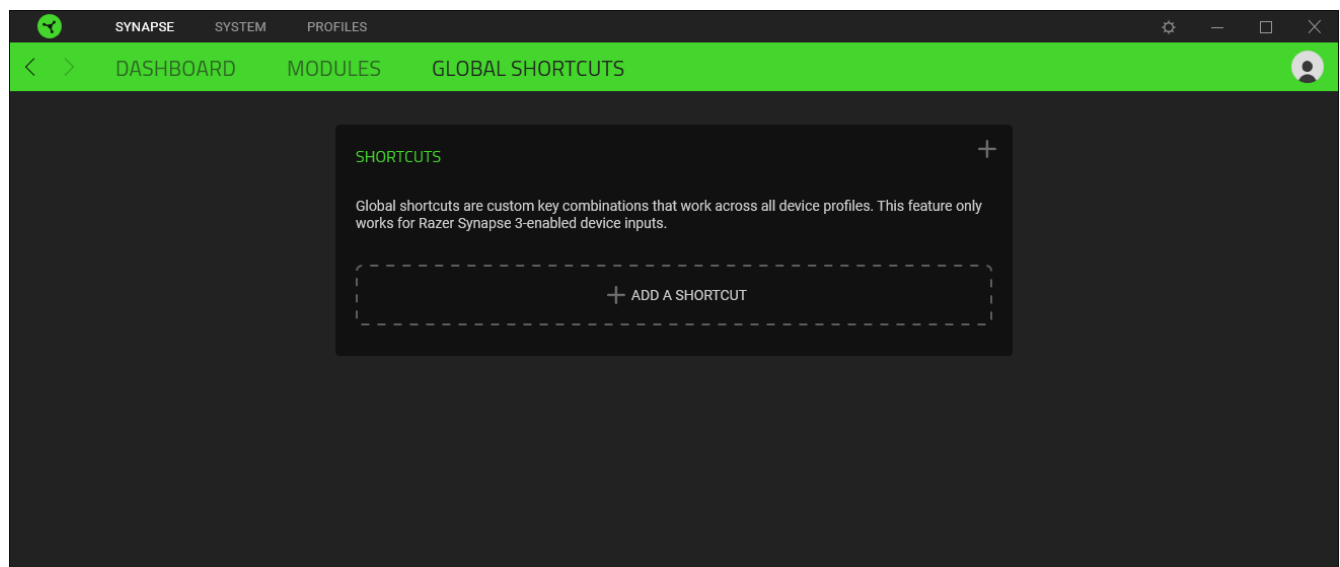 SYNAPSE SYSTEM PROFILES
DASHBOARD MODULES GLOBAL SHORTCUTS
SHORTCUTS
Global shortcuts are custom key combinations that work across all device profiles. This feature only
works for Razer Synapse 3-enabled device inputs.
ADD A SHORTCUT